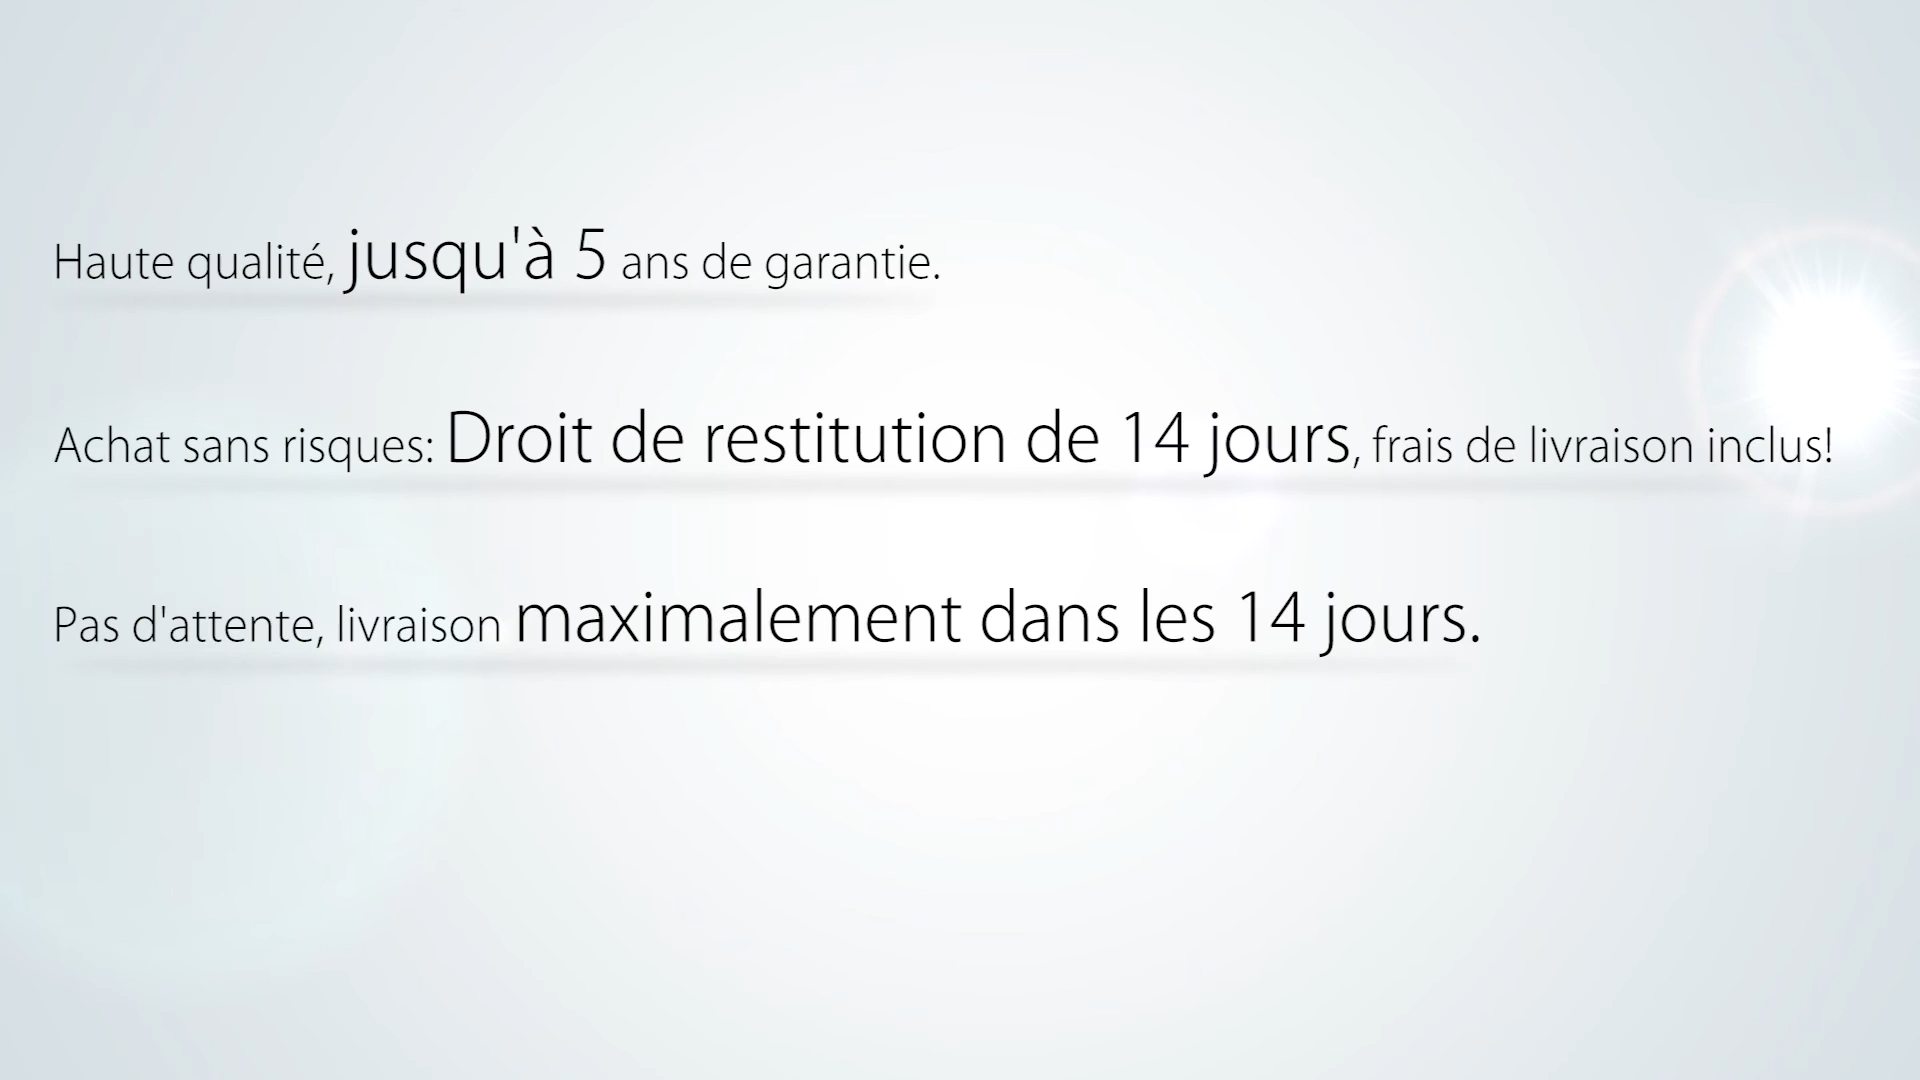 Haute qualité, jusqu'à 5 ans de garantie.
Achat sans risques: Droit de restitution de 14 jours, frais de livraison inclus!
Pas d'attente, livraison maximalement dans les 14 jours.